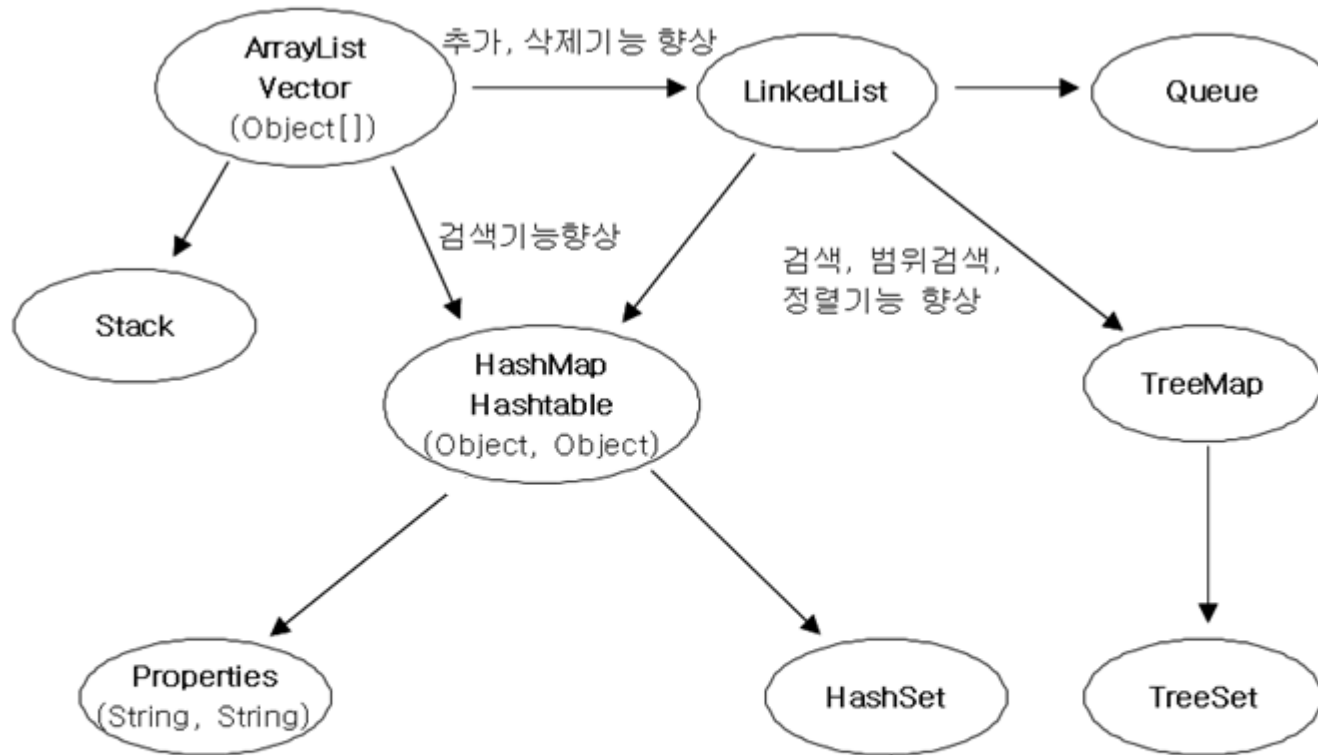 ArrayList
Vector
(Object[])
추가, 삭제기능 향상
LinkedList
Queue
검색기능향상
검색, 범위검색,
정렬기능 향상
Stack
HashMap
Hashtable
(Object, Object)
TreeMap
Properties
(String, String)
HashSet
TreeSet